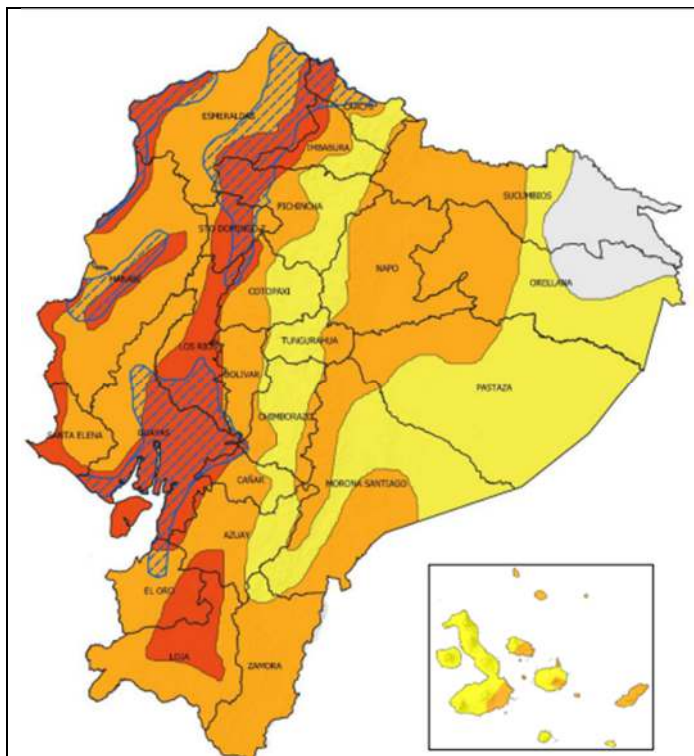 ESMERALDAS
CARCHI
IMBABURA
SUCUMBIOS
PICHINCHA
STO DOMINGO
NAPO
MANABI
ORELLANA
COTOPAXI
TUNGURAHUA
LOS RIOS
BOLIVAR
PASTAZA
CHIMBORAZO
SANTA ELENA
GUAYAS
CAÑAR
MORONA SANTIAGO
AZUAY
EL ORO
LOJA
ZAMORA